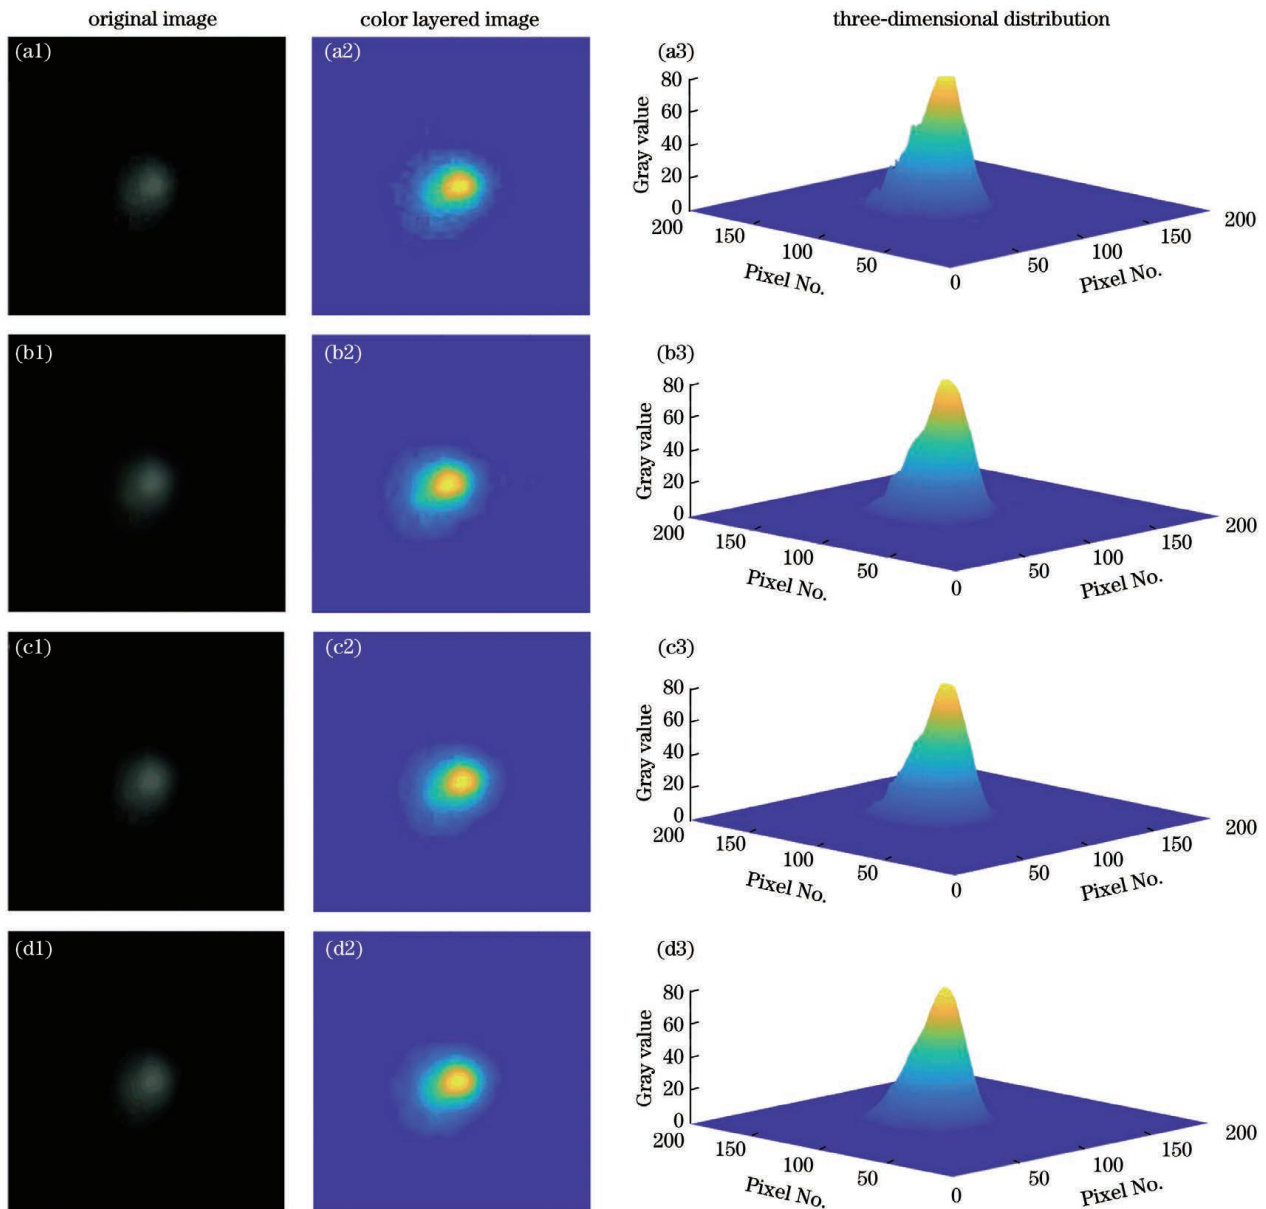 original image
color layered image
three-dimensional distribution
(a1)
(a2)
(a3)
80
60
40
20
0
Gray value
200
150
100
50
0
50
100
150
200
Pixel No.
Pixel No.
(b1)
(b2)
(b3)
80
60
40
20
0
Gray value
200
150
100
50
0
50
100
150
200
Pixel No.
Pixel No.
(c1)
(c2)
(c3)
80
60
40
20
0
Gray value
200
150
100
50
0
50
100
150
200
Pixel No.
Pixel No.
(d1)
(d2)
(d3)
80
60
40
20
0
Gray value
200
150
100
50
0
50
100
150
200
Pixel No.
Pixel No.